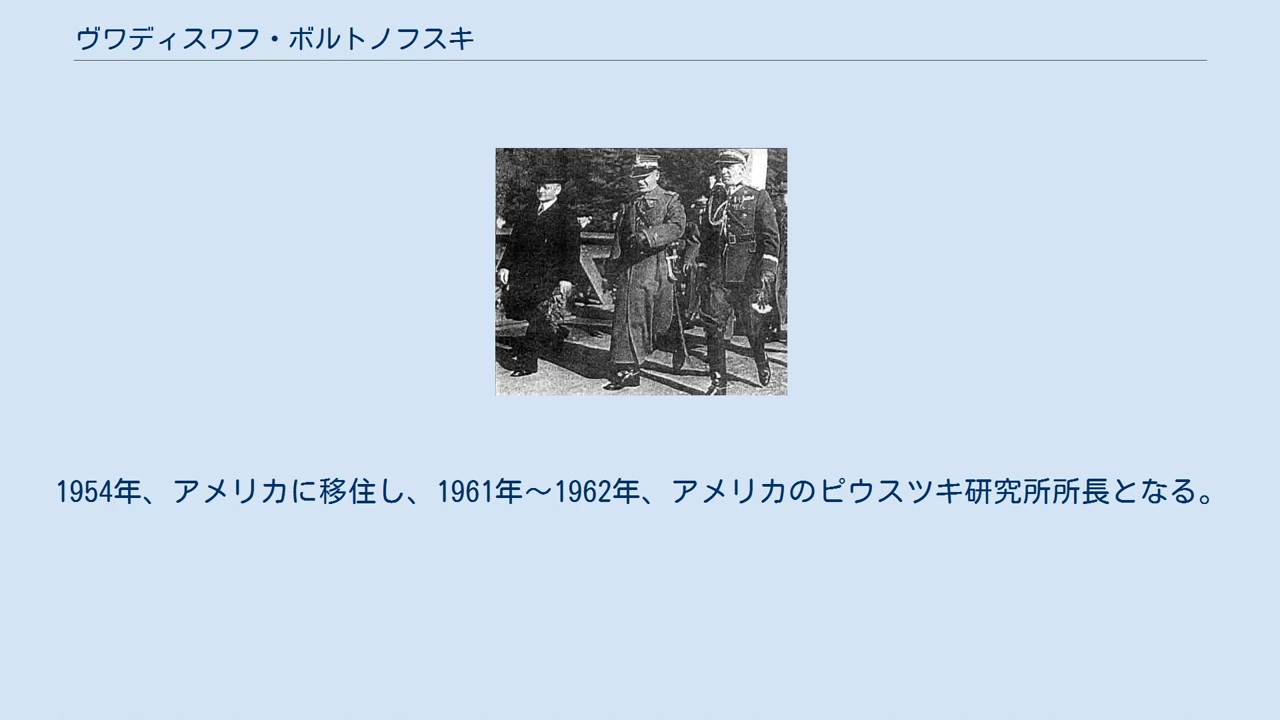 ヴワディスワフ・ボルトノフスキ
1954年、アメリカに移住し、1961年～1962年、アメリカのピウスツキ研究所所長となる。